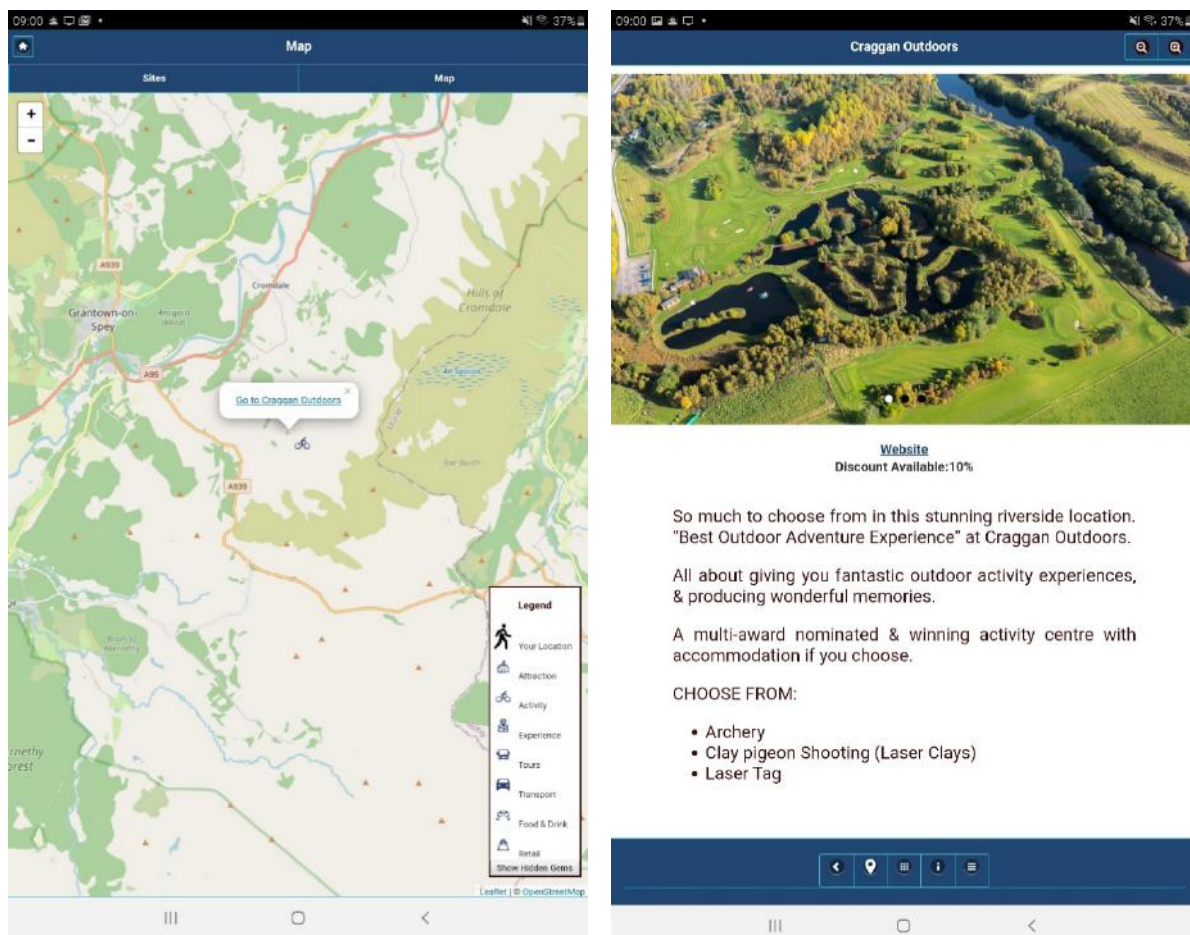 09:00
37%
Map
Sites
Map
+
-
A939
Cromdale
Hills of
Cromdale
Grantown-on-
Spey
Anagach
Woods
A95
Go to Craggan Outdoors
×
Moray
A939
Legend
Your Location
Attraction
Activity
Experience
Tours
Transport
Food & Drink
Retail
Show Hidden Gems
Leaflet | © OpenStreetMap
09:00
37%
Craggan Outdoors
Website
Discount Available:10%
So much to choose from in this stunning riverside location.
“Best Outdoor Adventure Experience” at Craggan Outdoors.
All about giving you fantastic outdoor activity experiences,
& producing wonderful memories.
A multi-award nominated & winning activity centre with
accommodation if you choose.
CHOOSE FROM:
• Archery
• Clay pigeon Shooting (Laser Clays)
• Laser Tag